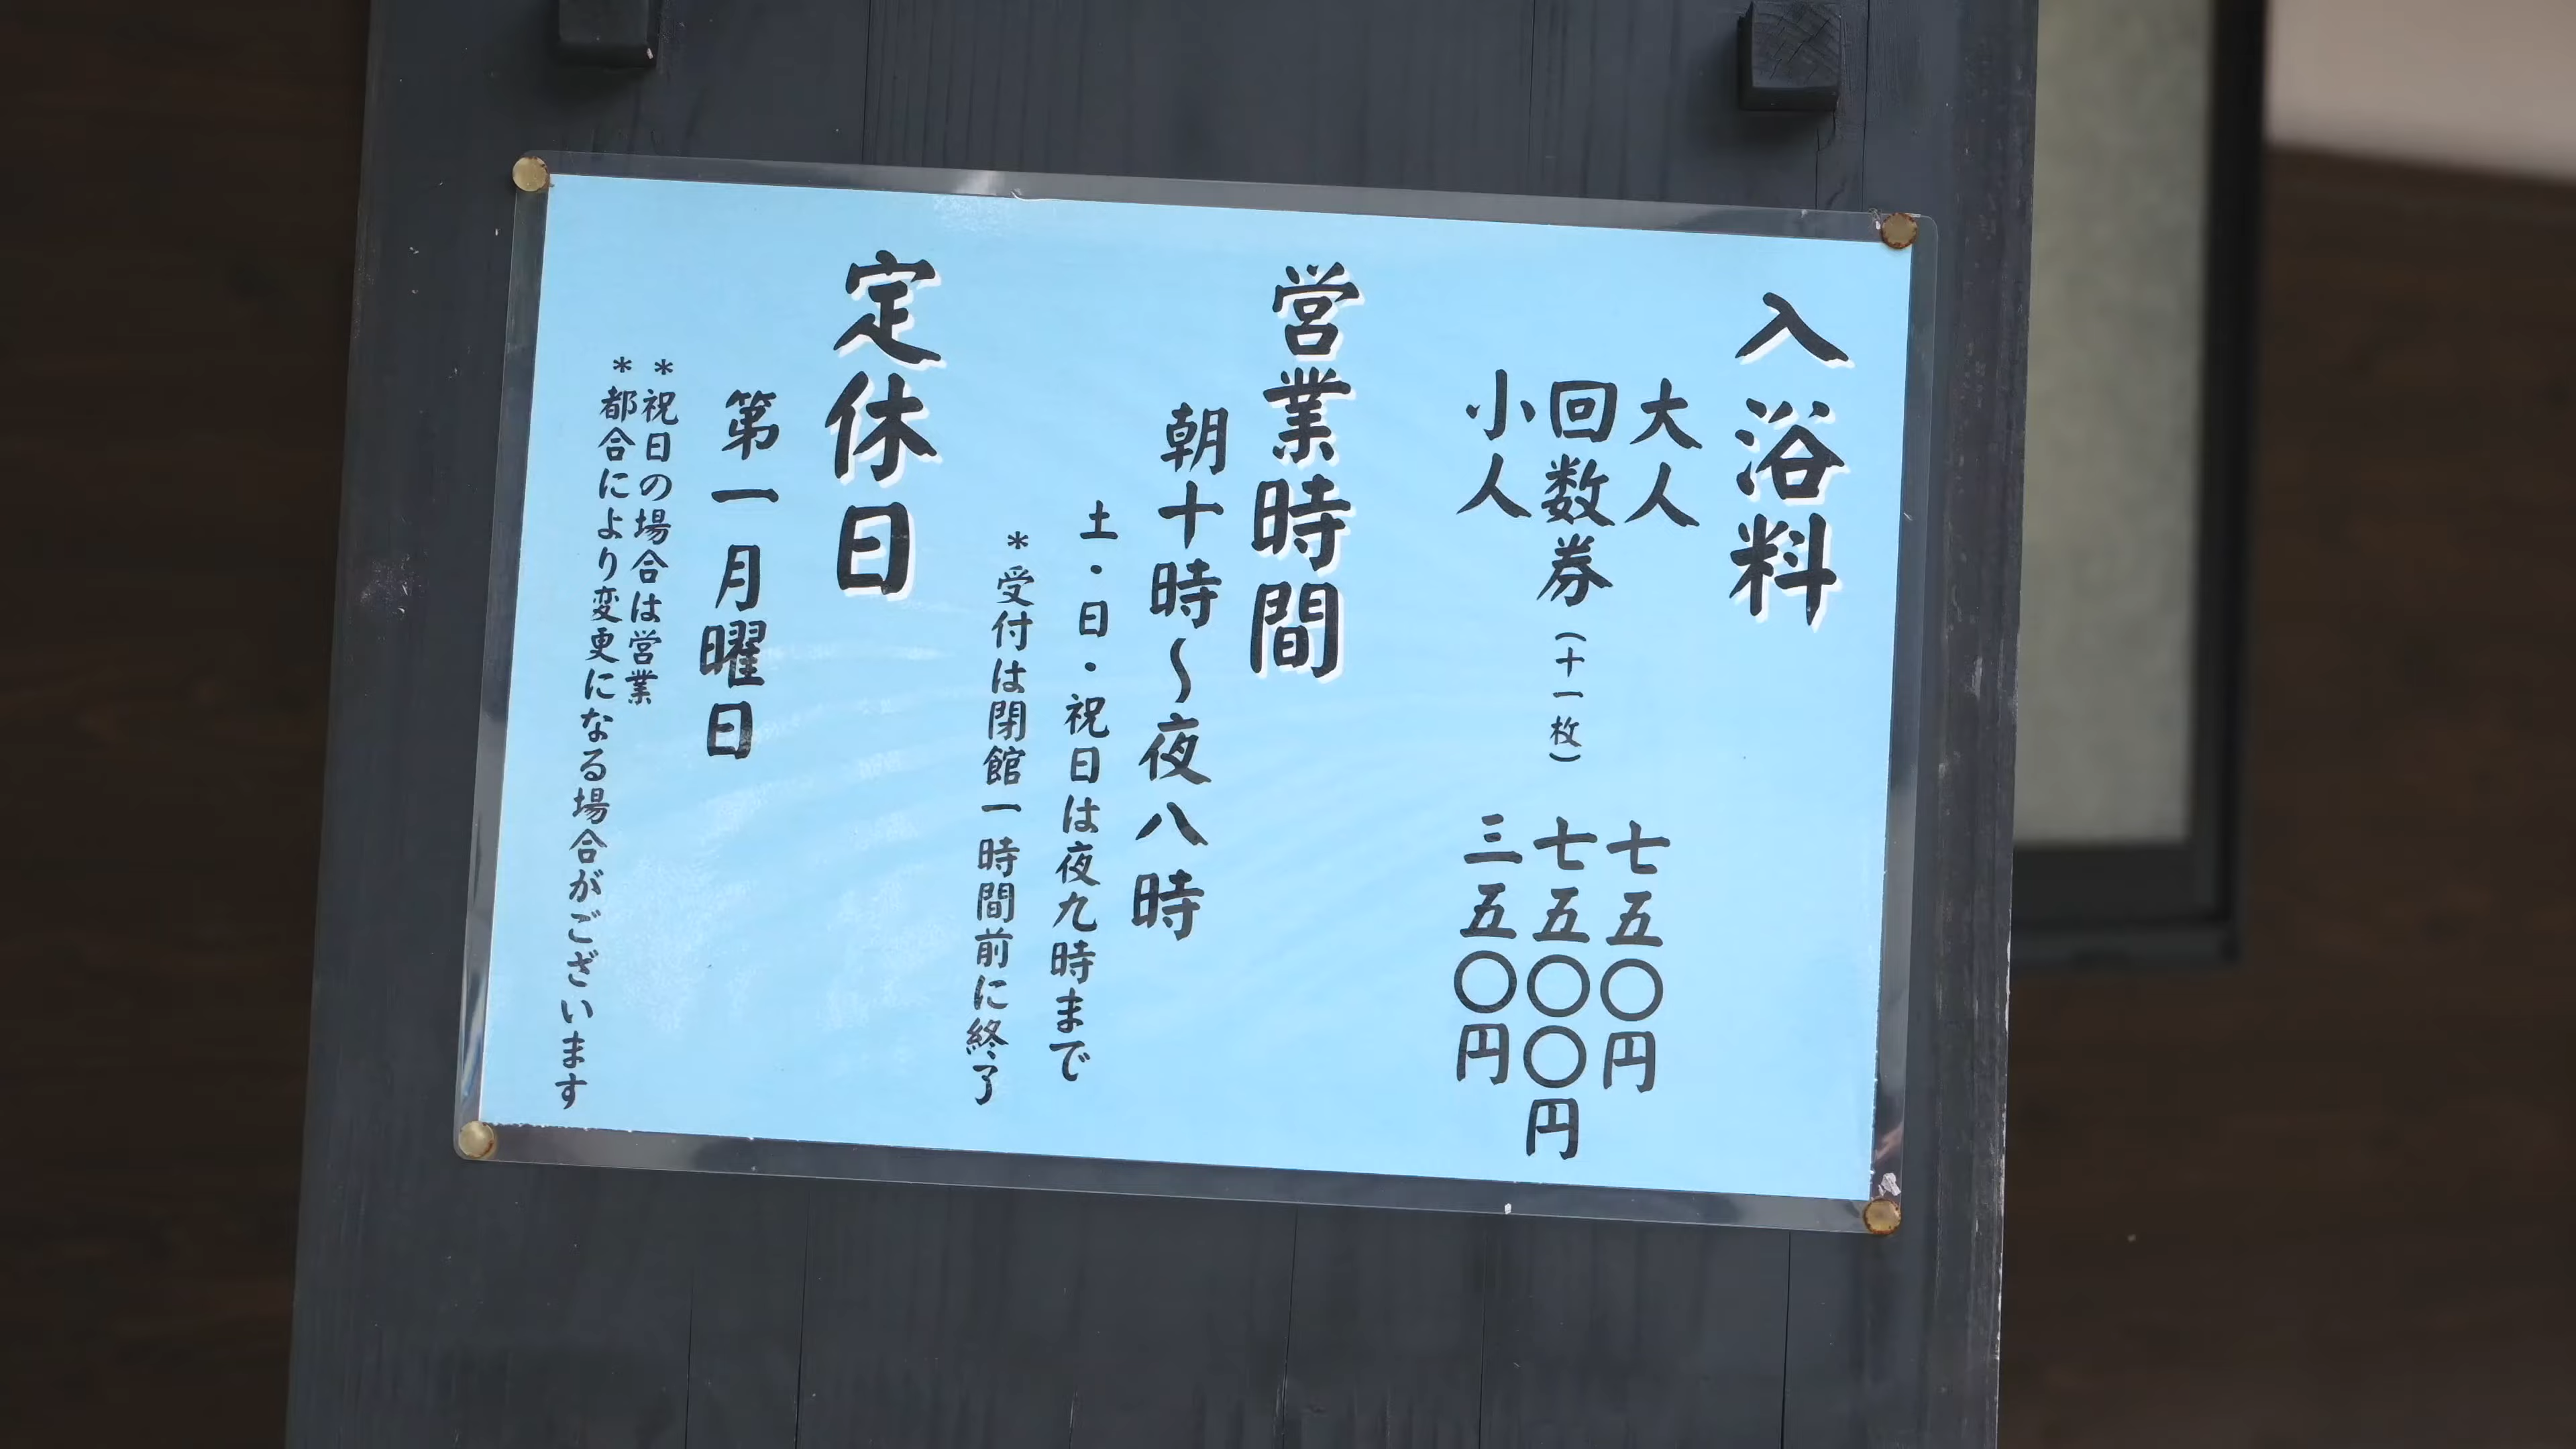 入浴料
大人 七五〇円
回数券（十一枚） 七五〇〇円
小人 三五〇円
営業時間
朝十時〜夜八時
土・日・祝日は夜九時まで
＊受付は閉館一時間前に終了
定休日
第一月曜日
＊祝日の場合は営業
＊都合により変更になる場合がございます